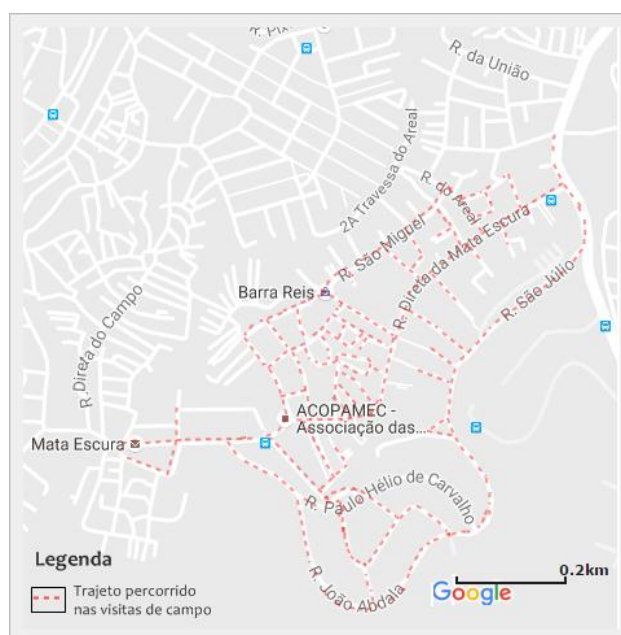 R. Pix
R. da União
2A Travessa do Areal
R. do Areal
R. São Miguel
R. Direta da Mata Escura
Barra Reis
R. São Júlio
R. Direta do Campo
ACOPAMEC -
Associação das...
Mata Escura
R. Paulo Hélio de Carvalho
R. João Abdala
Legenda
Trajeto percorrido
nas visitas de campo
0.2km
Google